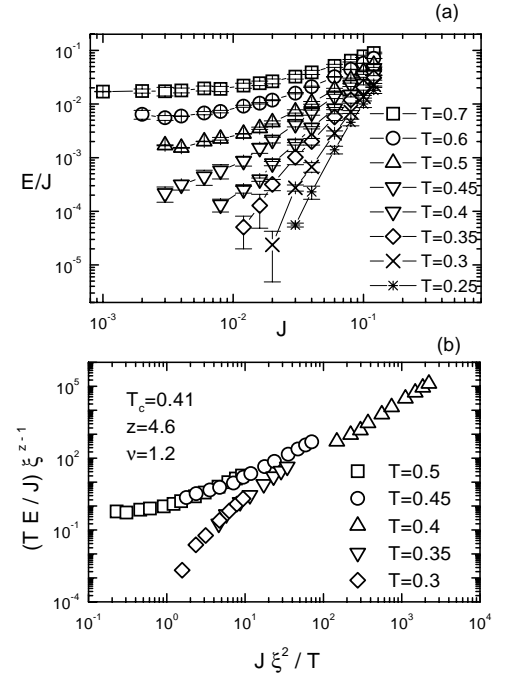 (a)
10⁻¹
10⁻²
10⁻³
10⁻⁴
10⁻⁵
E/J
T=0.7
T=0.6
T=0.5
T=0.45
T=0.4
T=0.35
T=0.3
T=0.25
10⁻³ 10⁻² 10⁻¹
J
(b)
10⁵
10²
10⁻¹
10⁻⁴
(T E / J) ξ^{z-1}
T_c=0.41
z=4.6
ν=1.2
T=0.5
T=0.45
T=0.4
T=0.35
T=0.3
10⁻¹ 10⁰ 10¹ 10² 10³ 10⁴
J ξ² / T